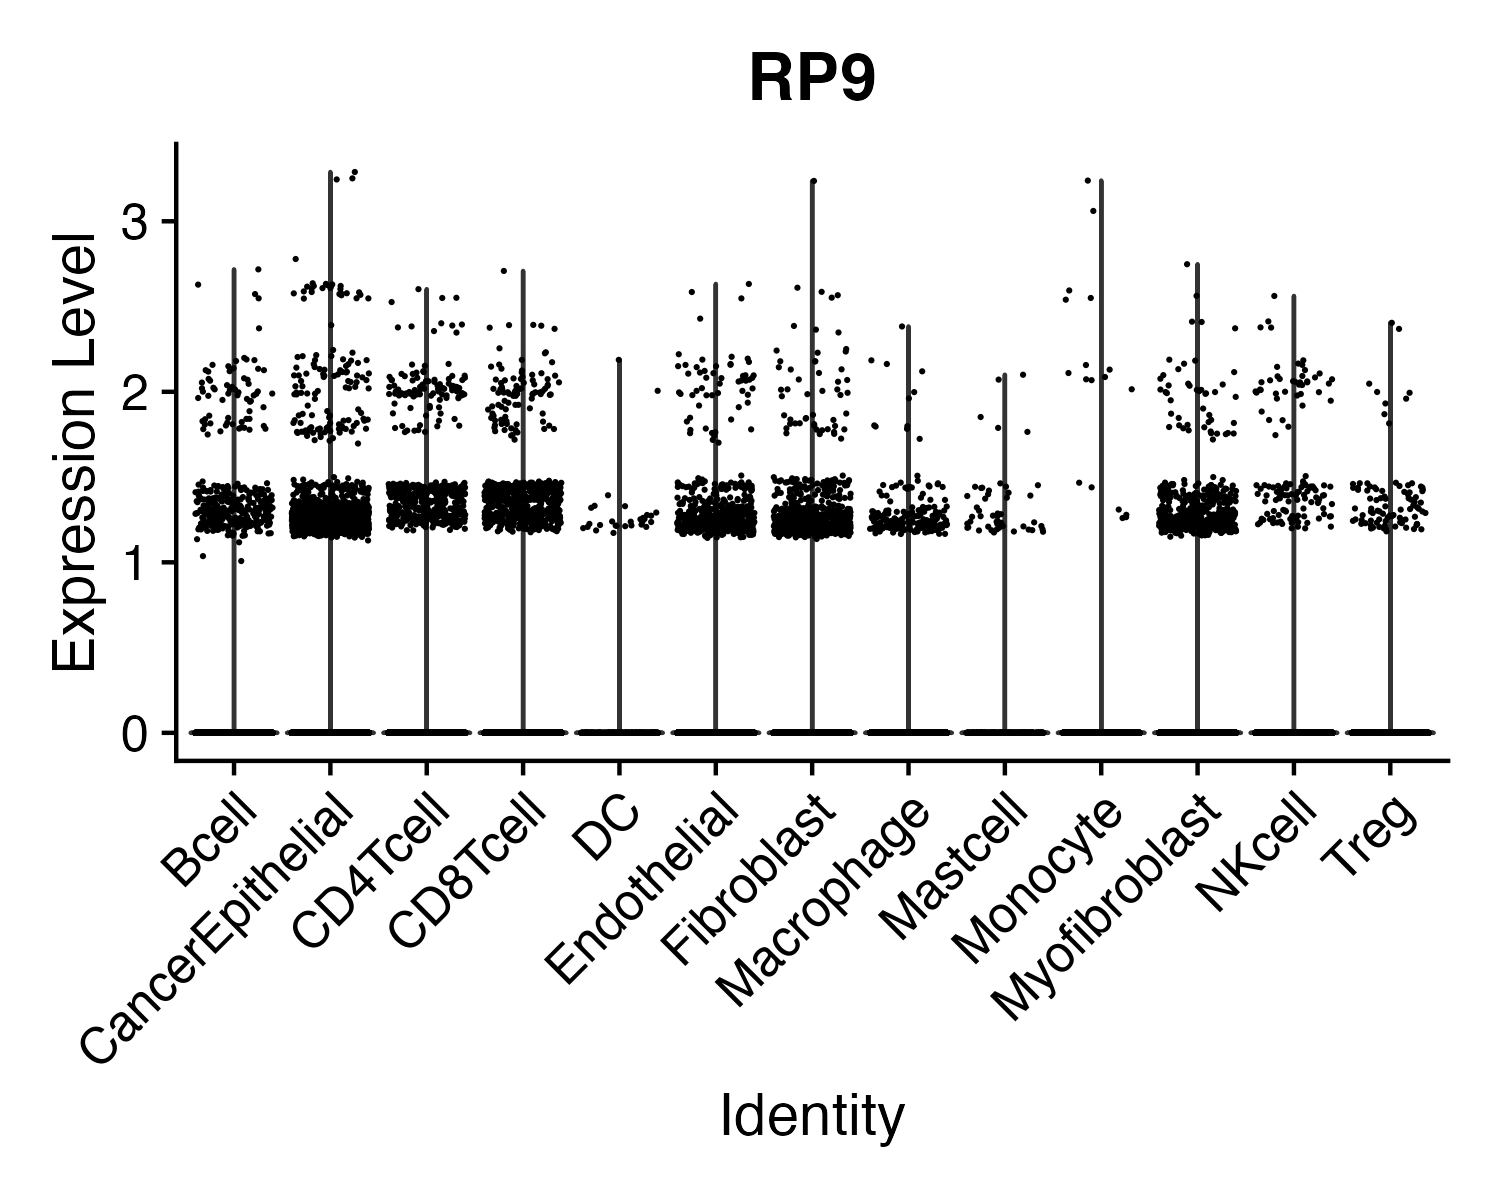 RP9
Expression Level
3
2
1
0
Bcell
CancerEpithelial
CD4Tcell
CD8Tcell
DC
Endothelial
Fibroblast
Macrophage
Mastcell
Monocyte
Myofibroblast
NKcell
Treg
Identity